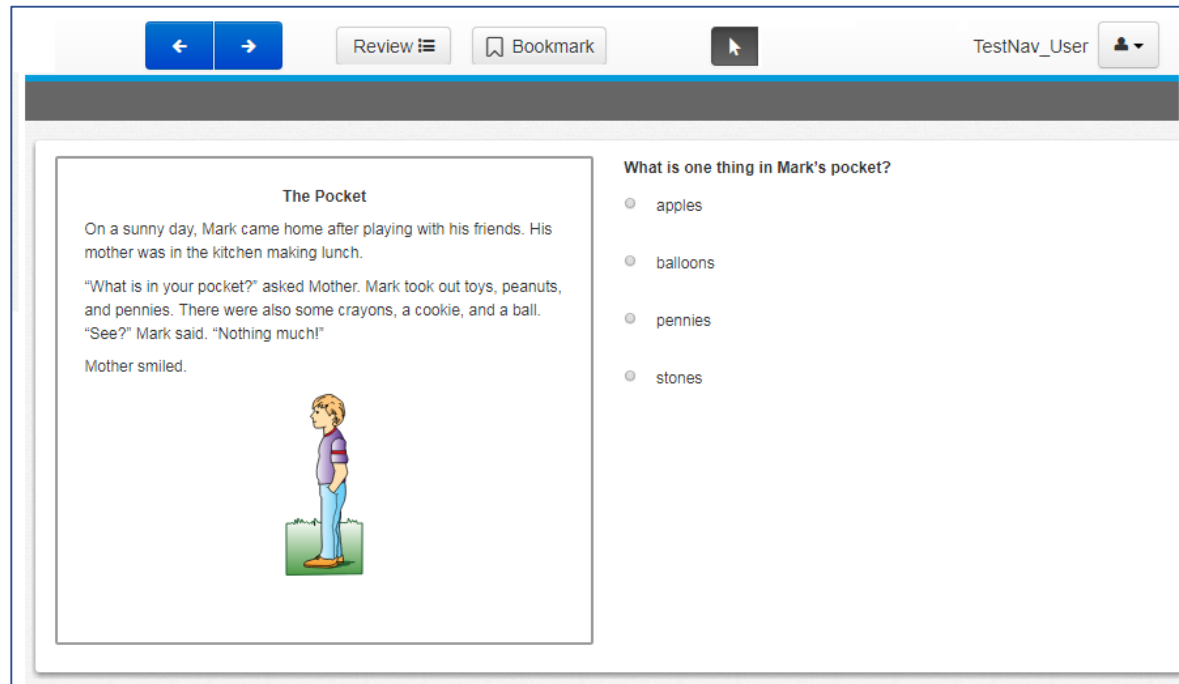 Review
Bookmark
TestNav_User
The Pocket
On a sunny day, Mark came home after playing with his friends. His
mother was in the kitchen making lunch.
“What is in your pocket?” asked Mother. Mark took out toys, peanuts,
and pennies. There were also some crayons, a cookie, and a ball.
“See?” Mark said. “Nothing much!”
Mother smiled.
What is one thing in Mark’s pocket?
apples
balloons
pennies
stones